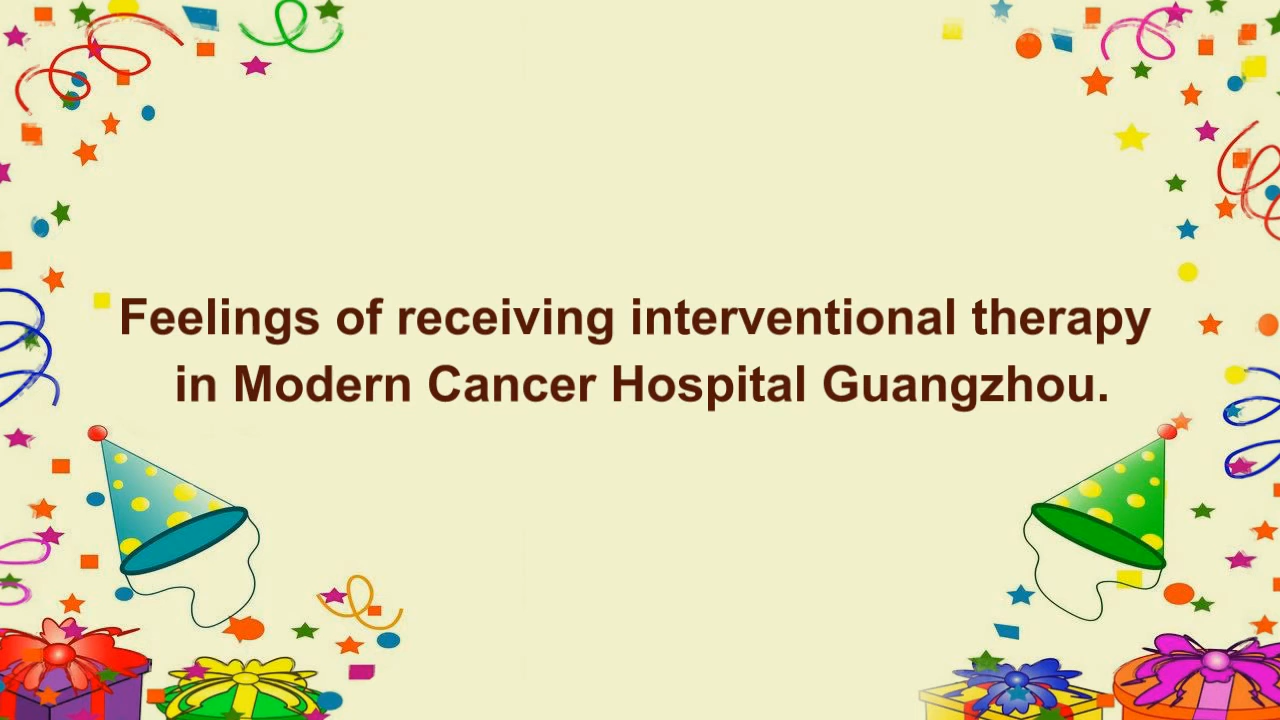 Feelings of receiving interventional therapy
in Modern Cancer Hospital Guangzhou.